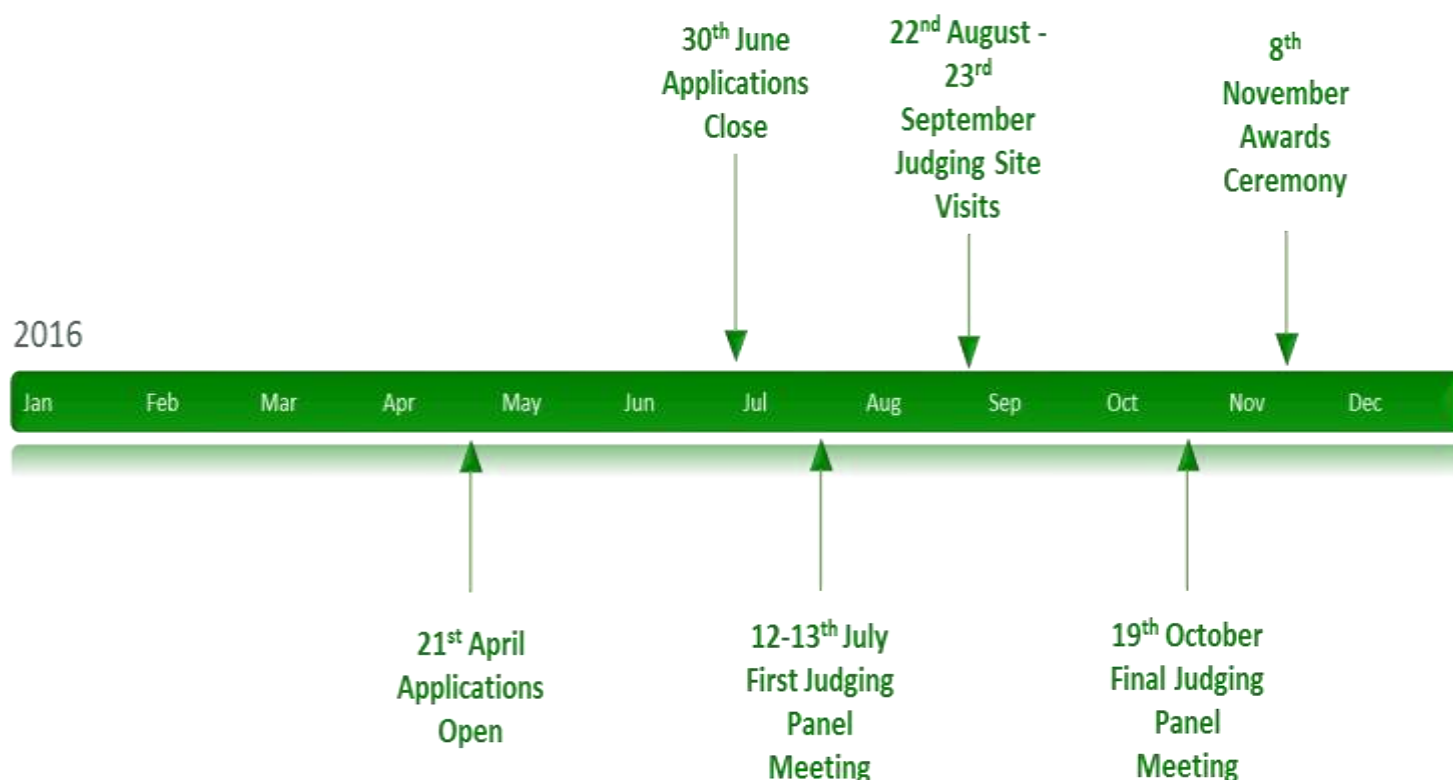 30th June
Applications
Close
22nd August -
23rd
September
Judging Site
Visits
8th
November
Awards
Ceremony
2016
Jan Feb Mar Apr May Jun Jul Aug Sep Oct Nov Dec
21st April
Applications
Open
12-13th July
First Judging
Panel
Meeting
19th October
Final Judging
Panel
Meeting